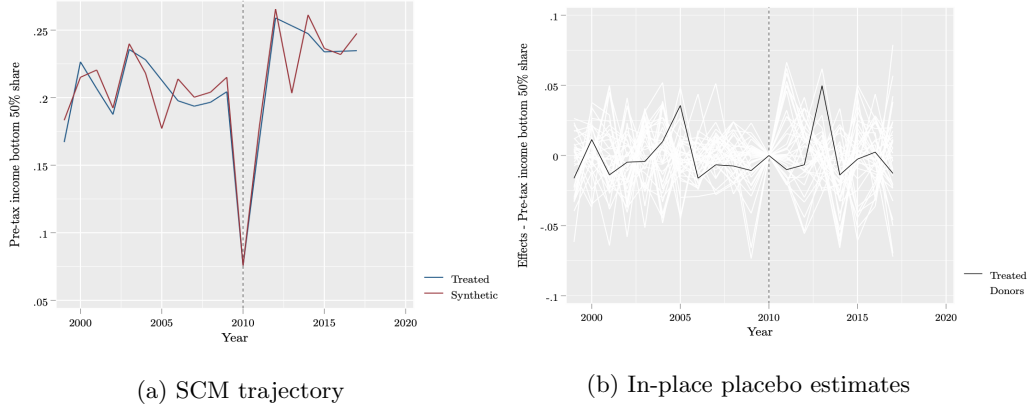 .25
.2
.15
.1
.05
Pre-tax income bottom 50% share
2000
2005
2010
2015
2020
Year
Treated
Synthetic
(a) SCM trajectory
.1
.05
0
-.05
-.1
Effects - Pre-tax income bottom 50% share
2000
2005
2010
2015
2020
Year
Treated
Donors
(b) In-place placebo estimates